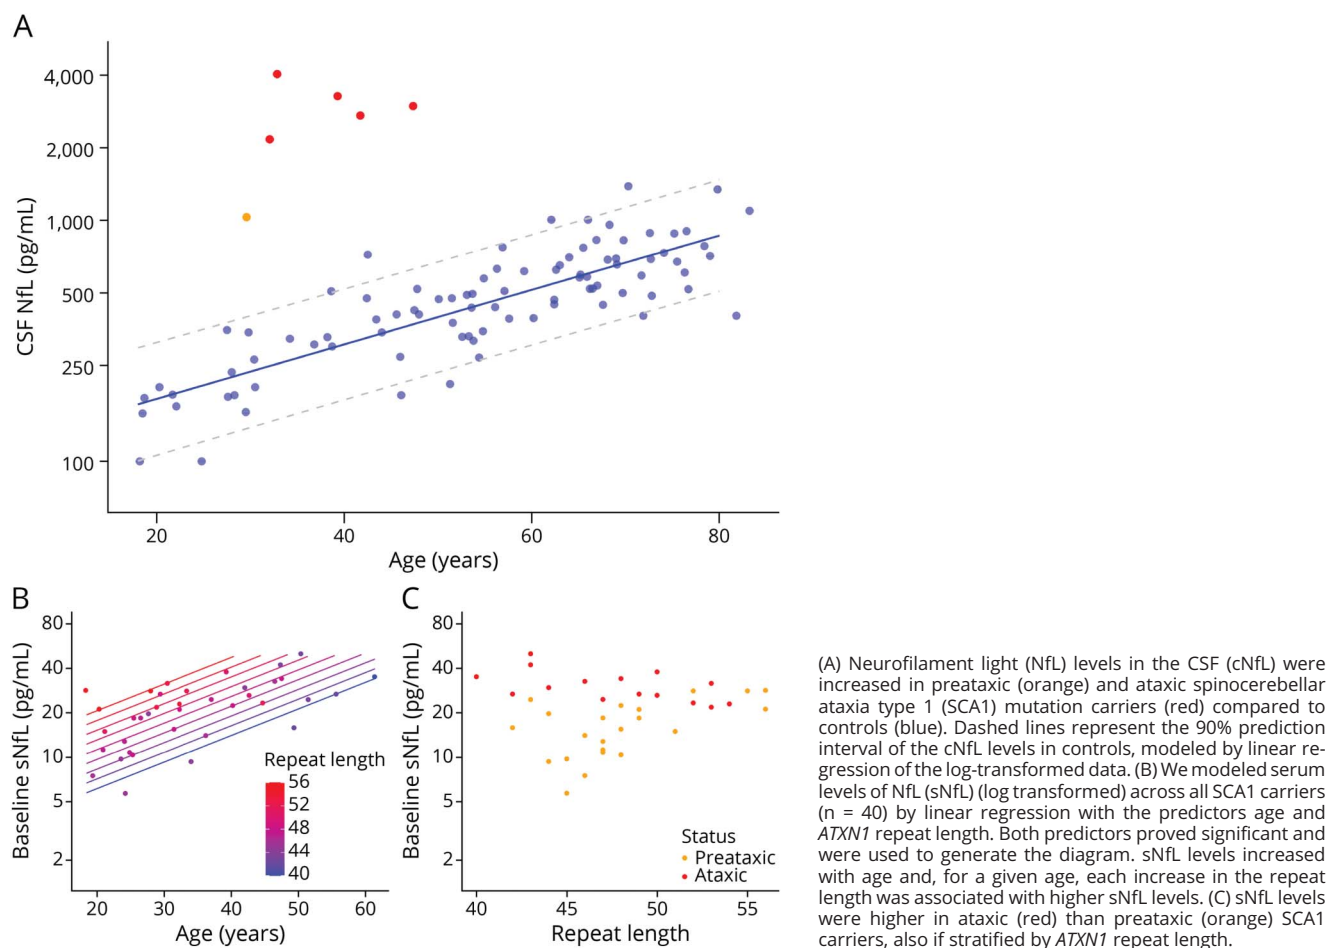 A
4,000
2,000
1,000
500
250
100
CSF NfL (pg/mL)
20 40 60 80
Age (years)
B
80
40
20
10
5
2
Baseline sNfL (pg/mL)
Repeat length
56
52
48
44
40
20 30 40 50 60
Age (years)
C
80
40
20
10
5
2
Baseline sNfL (pg/mL)
Status
Preataxic
Ataxic
40 45 50 55
Repeat length
(A) Neurofilament light (NfL) levels in the CSF (cNfL) were
increased in preataxic (orange) and ataxic spinocerebellar
ataxia type 1 (SCA1) mutation carriers (red) compared to
controls (blue). Dashed lines represent the 90% prediction
interval of the cNfL levels in controls, modeled by linear re-
gression of the log-transformed data. (B) We modeled serum
levels of NfL (sNfL) (log transformed) across all SCA1 carriers
(n = 40) by linear regression with the predictors age and
ATXN1 repeat length. Both predictors proved significant and
were used to generate the diagram. sNfL levels increased
with age and, for a given age, each increase in the repeat
length was associated with higher sNfL levels. (C) sNfL levels
were higher in ataxic (red) than preataxic (orange) SCA1
carriers, also if stratified by ATXN1 repeat length.